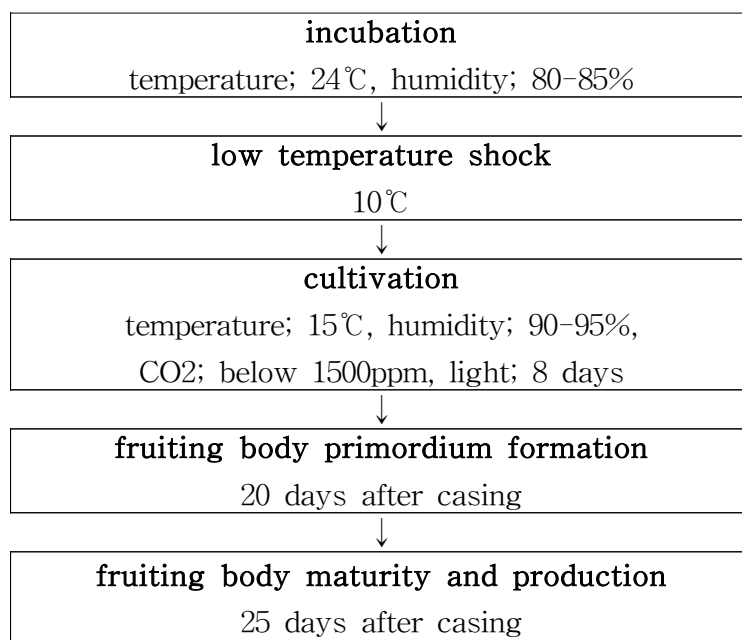 incubation
temperature; 24℃, humidity; 80-85%
↓
low temperature shock
10℃
↓
cultivation
temperature; 15℃, humidity; 90-95%,
CO2; below 1500ppm, light; 8 days
↓
fruiting body primordium formation
20 days after casing
↓
fruiting body maturity and production
25 days after casing